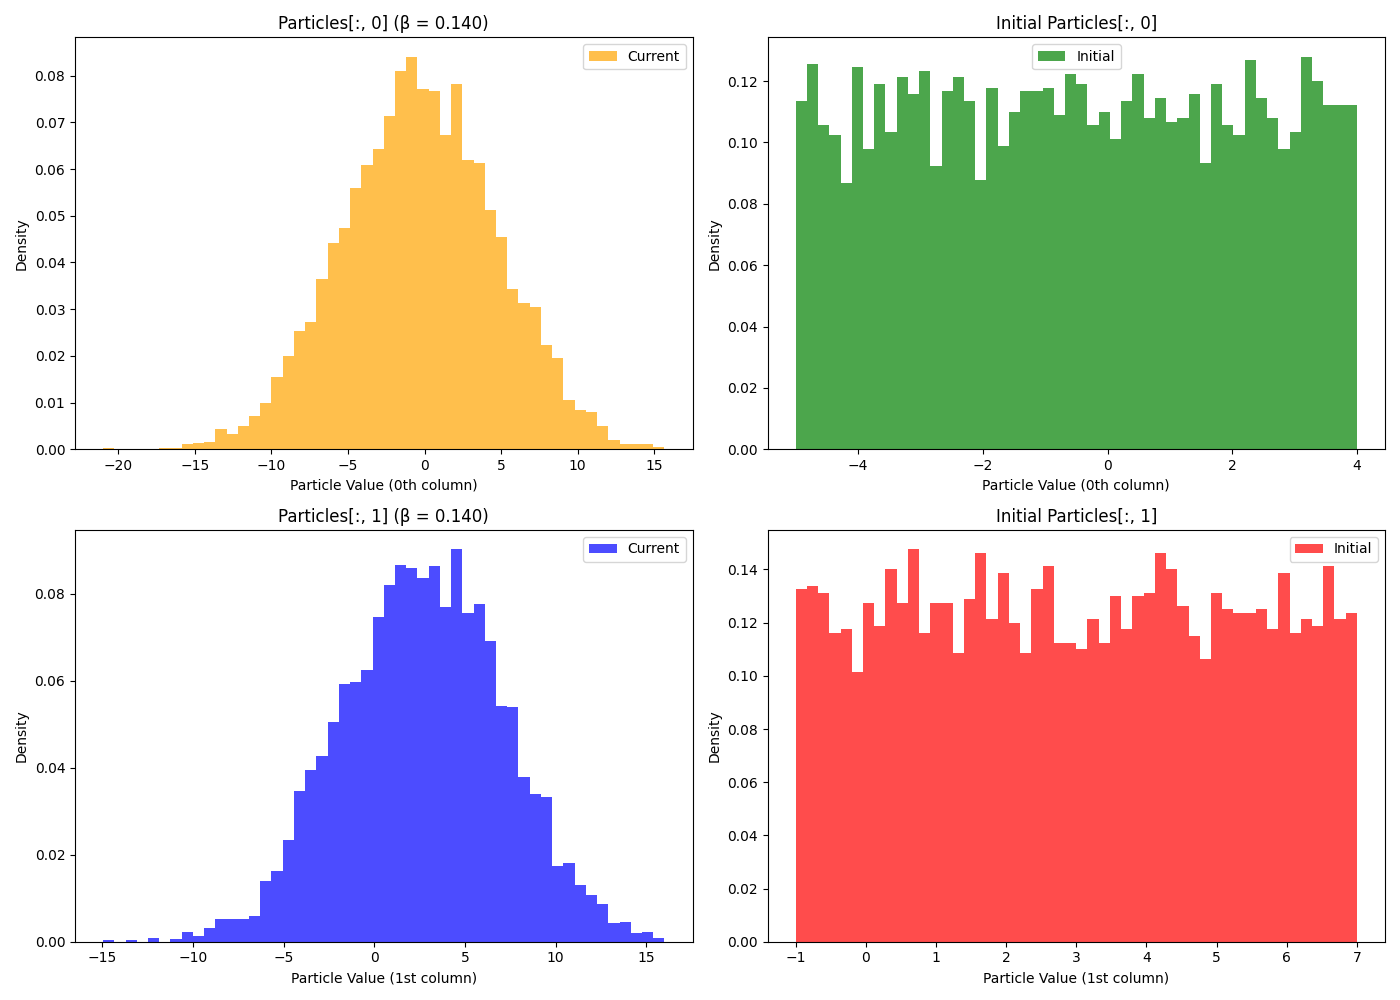 Particles[:, 0] (β = 0.140)
Current
Density
0.08
0.07
0.06
0.05
0.04
0.03
0.02
0.01
0.00
−20 −15 −10 −5 0 5 10 15
Particle Value (0th column)
Initial Particles[:, 0]
Initial
Density
0.12
0.10
0.08
0.06
0.04
0.02
0.00
−4 −2 0 2 4
Particle Value (0th column)
Particles[:, 1] (β = 0.140)
Current
Density
0.08
0.06
0.04
0.02
0.00
−15 −10 −5 0 5 10 15
Particle Value (1st column)
Initial Particles[:, 1]
Initial
Density
0.14
0.12
0.10
0.08
0.06
0.04
0.02
0.00
−1 0 1 2 3 4 5 6 7
Particle Value (1st column)